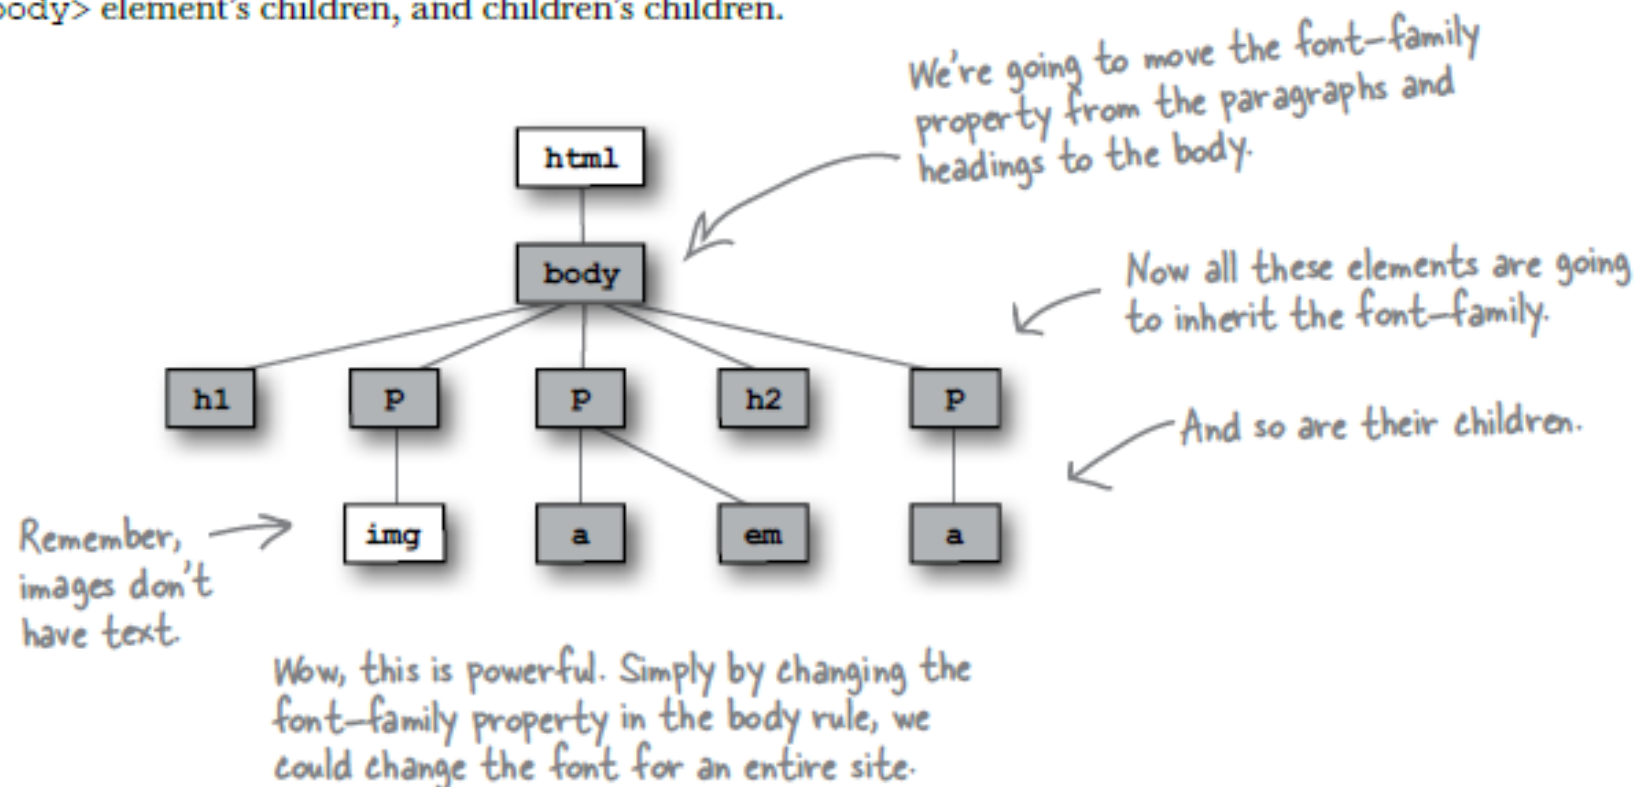 body> element's children, and children's children.
We're going to move the font-family
property from the paragraphs and
headings to the body.
html
body
Now all these elements are going
to inherit the font-family.
h1 p p h2 p
And so are their children.
img a em a
Remember,
images don't
have text.
Wow, this is powerful. Simply by changing the
font-family property in the body rule, we
could change the font for an entire site.